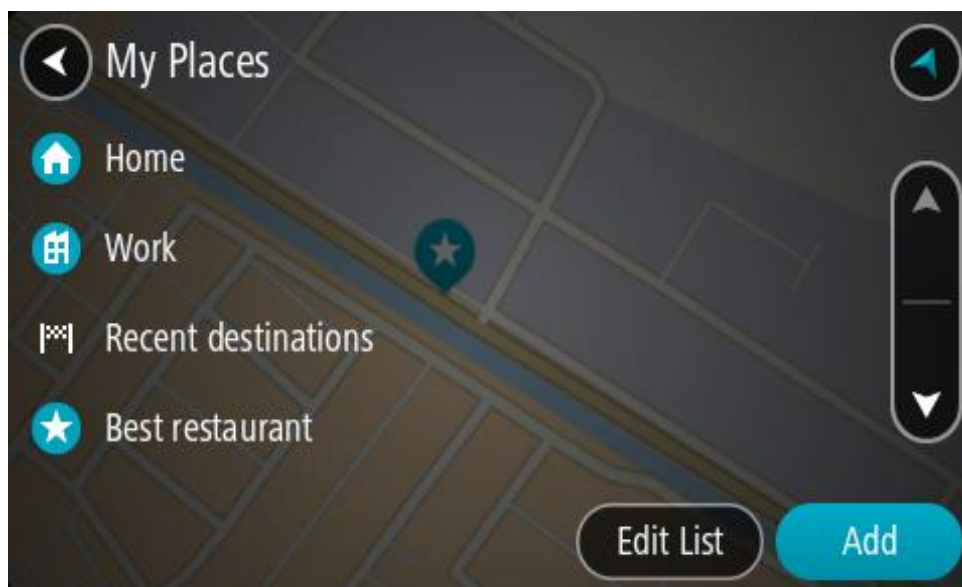 My Places
Home
Work
Recent destinations
Best restaurant
Edit List
Add